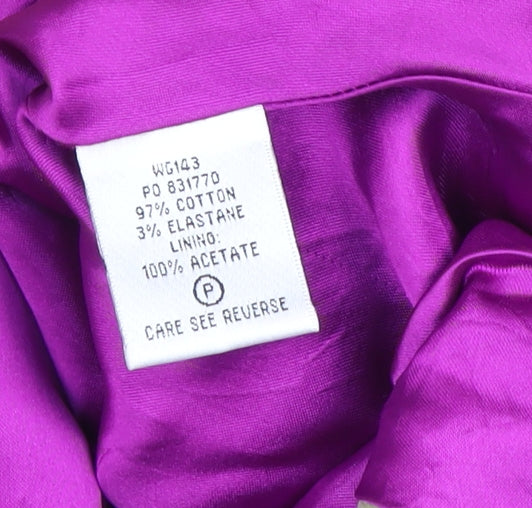 WG143
PO 831770
97% COTTON
3% ELASTANE
LINING:
100% ACETATE
P
CARE SEE REVERSE